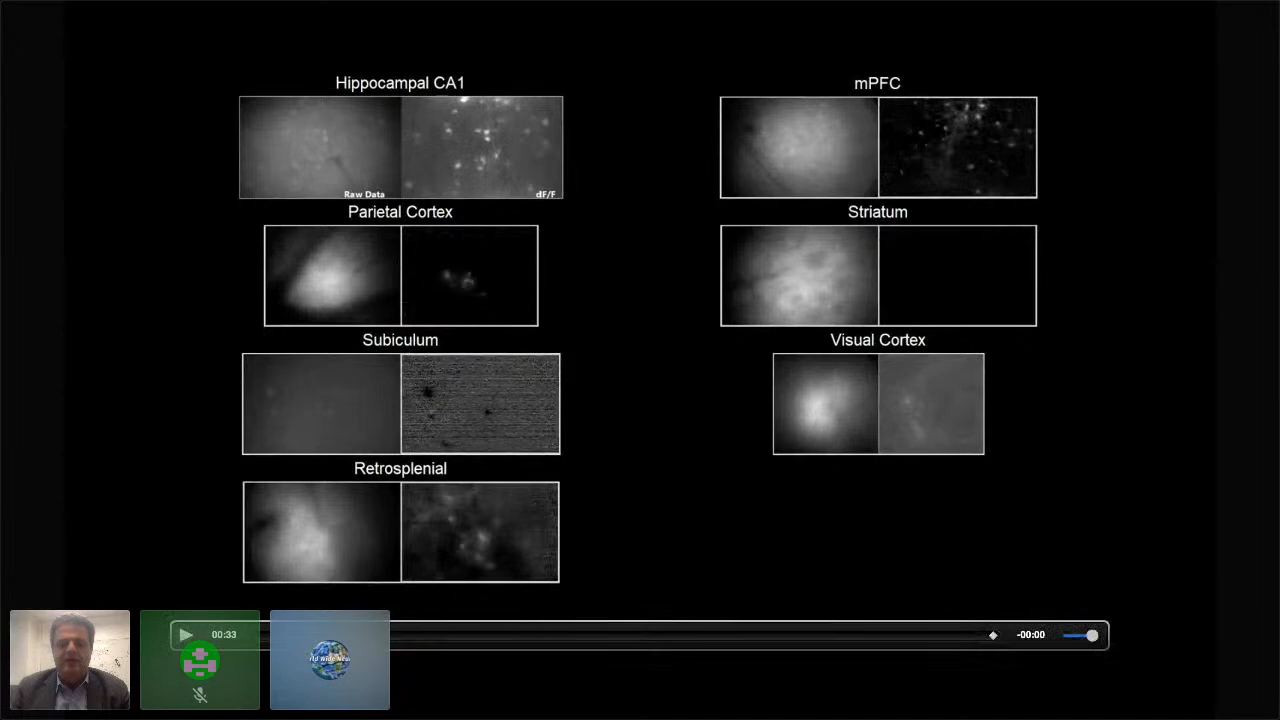 Hippocampal CA1
mPFC
Raw Data
dF/F
Parietal Cortex
Striatum
Subiculum
Visual Cortex
Retrosplenial
00:33
-00:00